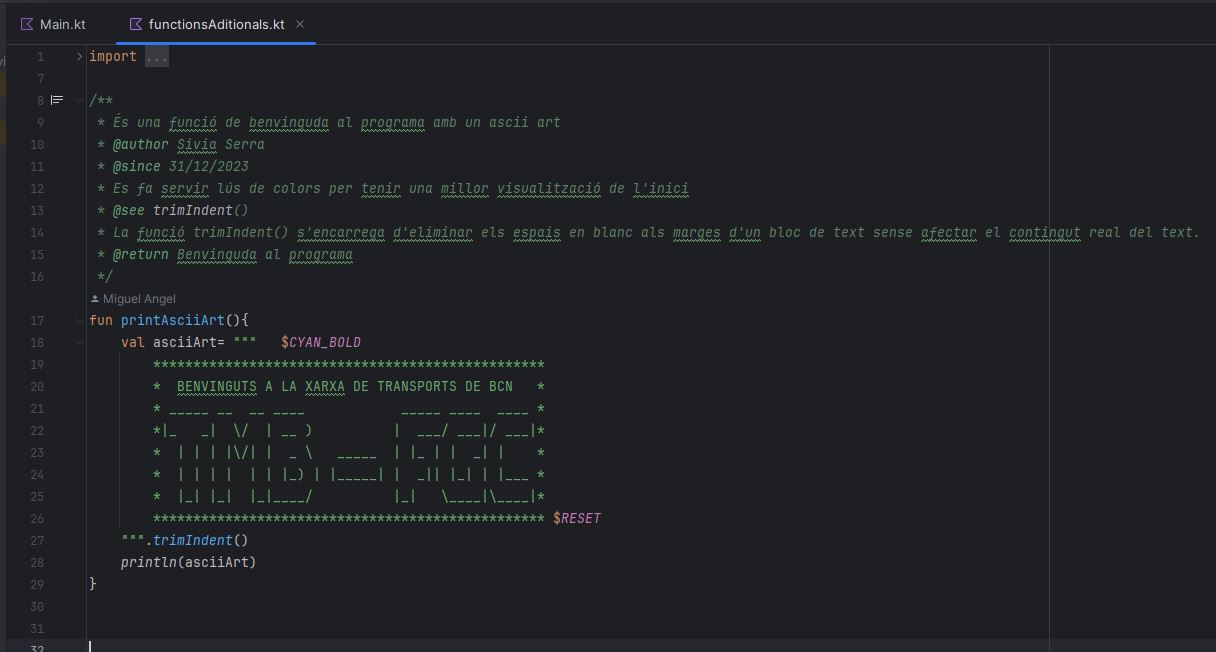 Main.kt functionsAditionals.kt ×
1 import ...
7
8 /**
9 * És una funció de benvinguda al programa amb un ascii art
10 * @author Sivia Serra
11 * @since 31/12/2023
12 * Es fa servir lús de colors per tenir una millor visualització de l'inici
13 * @see trimIndent()
14 * La funció trimIndent() s'encarrega d'eliminar els espais en blanc als marges d'un bloc de text sense afectar el contingut real del text.
15 * @return Benvinguda al programa
16 */
Miguel Angel
17 fun printAsciiArt(){
18     val asciiArt= """   $CYAN_BOLD
19         *************************************************
20         *  BENVINGUTS A LA XARXA DE TRANSPORTS DE BCN   *
21         * _____ __  __ ____            _____ ____  ____ *
22         *|_   _|  \/  | __ )          |  ___/ ___|/ ___|*
23         *  | | | |\/| |  _ \   _____  | |_ | |  _| |    *
24         *  | | | |  | | |_) | |_____| |  _|| |_| | |___ *
25         *  |_| |_|  |_|____/          |_|   \____|\____|*
26         ************************************************* $RESET
27     """.trimIndent()
28     println(asciiArt)
29 }
30
31
32